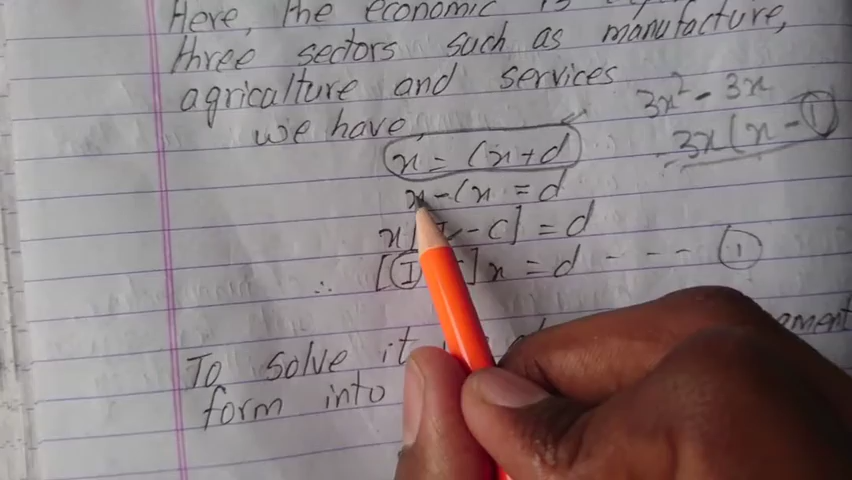 Here, the economic is
three sectors such as manufacture,
agriculture and services
3x² - 3x
we have,
3x(x - 1)
x = Cx + d
x - Cx = d
x[I - C] = d
∴ [I - C]x = d - - - ①
To solve it
form into